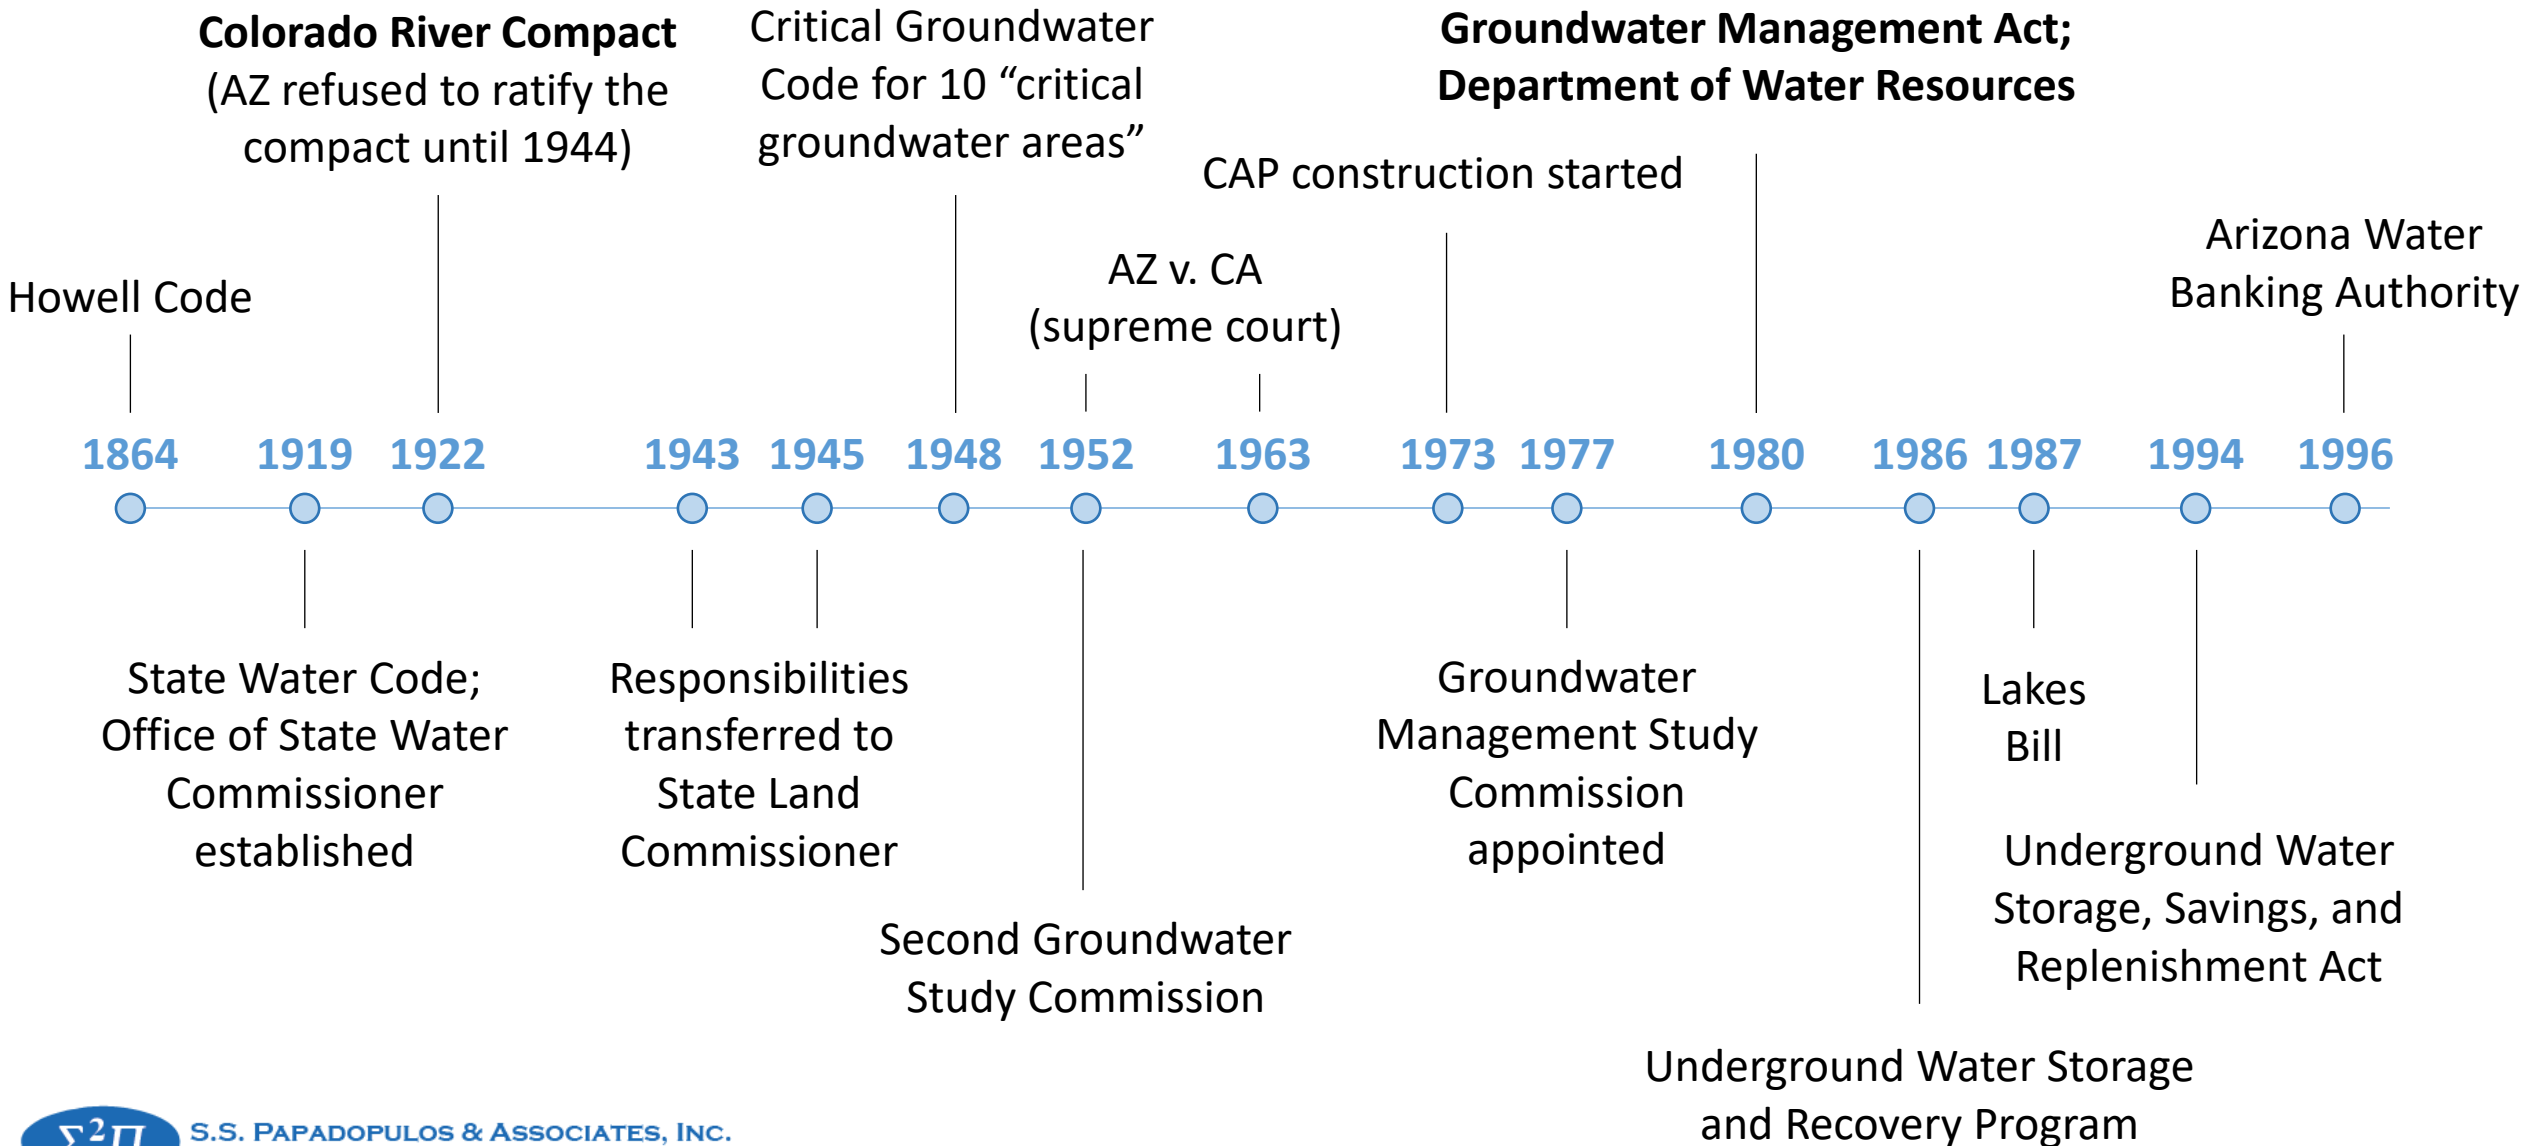 Colorado River Compact
(AZ refused to ratify the
compact until 1944)
Critical Groundwater
Code for 10 “critical
groundwater areas”
Groundwater Management Act;
Department of Water Resources
CAP construction started
AZ v. CA
(supreme court)
Arizona Water
Banking Authority
Howell Code
1864 1919 1922 1943 1945 1948 1952 1963 1973 1977 1980 1986 1987 1994 1996
State Water Code;
Office of State Water
Commissioner
established
Responsibilities
transferred to
State Land
Commissioner
Second Groundwater
Study Commission
Groundwater
Management Study
Commission
appointed
Lakes
Bill
Underground Water
Storage, Savings, and
Replenishment Act
Underground Water Storage
and Recovery Program
Σ²Π
S.S. PAPADOPULOS & ASSOCIATES, INC.